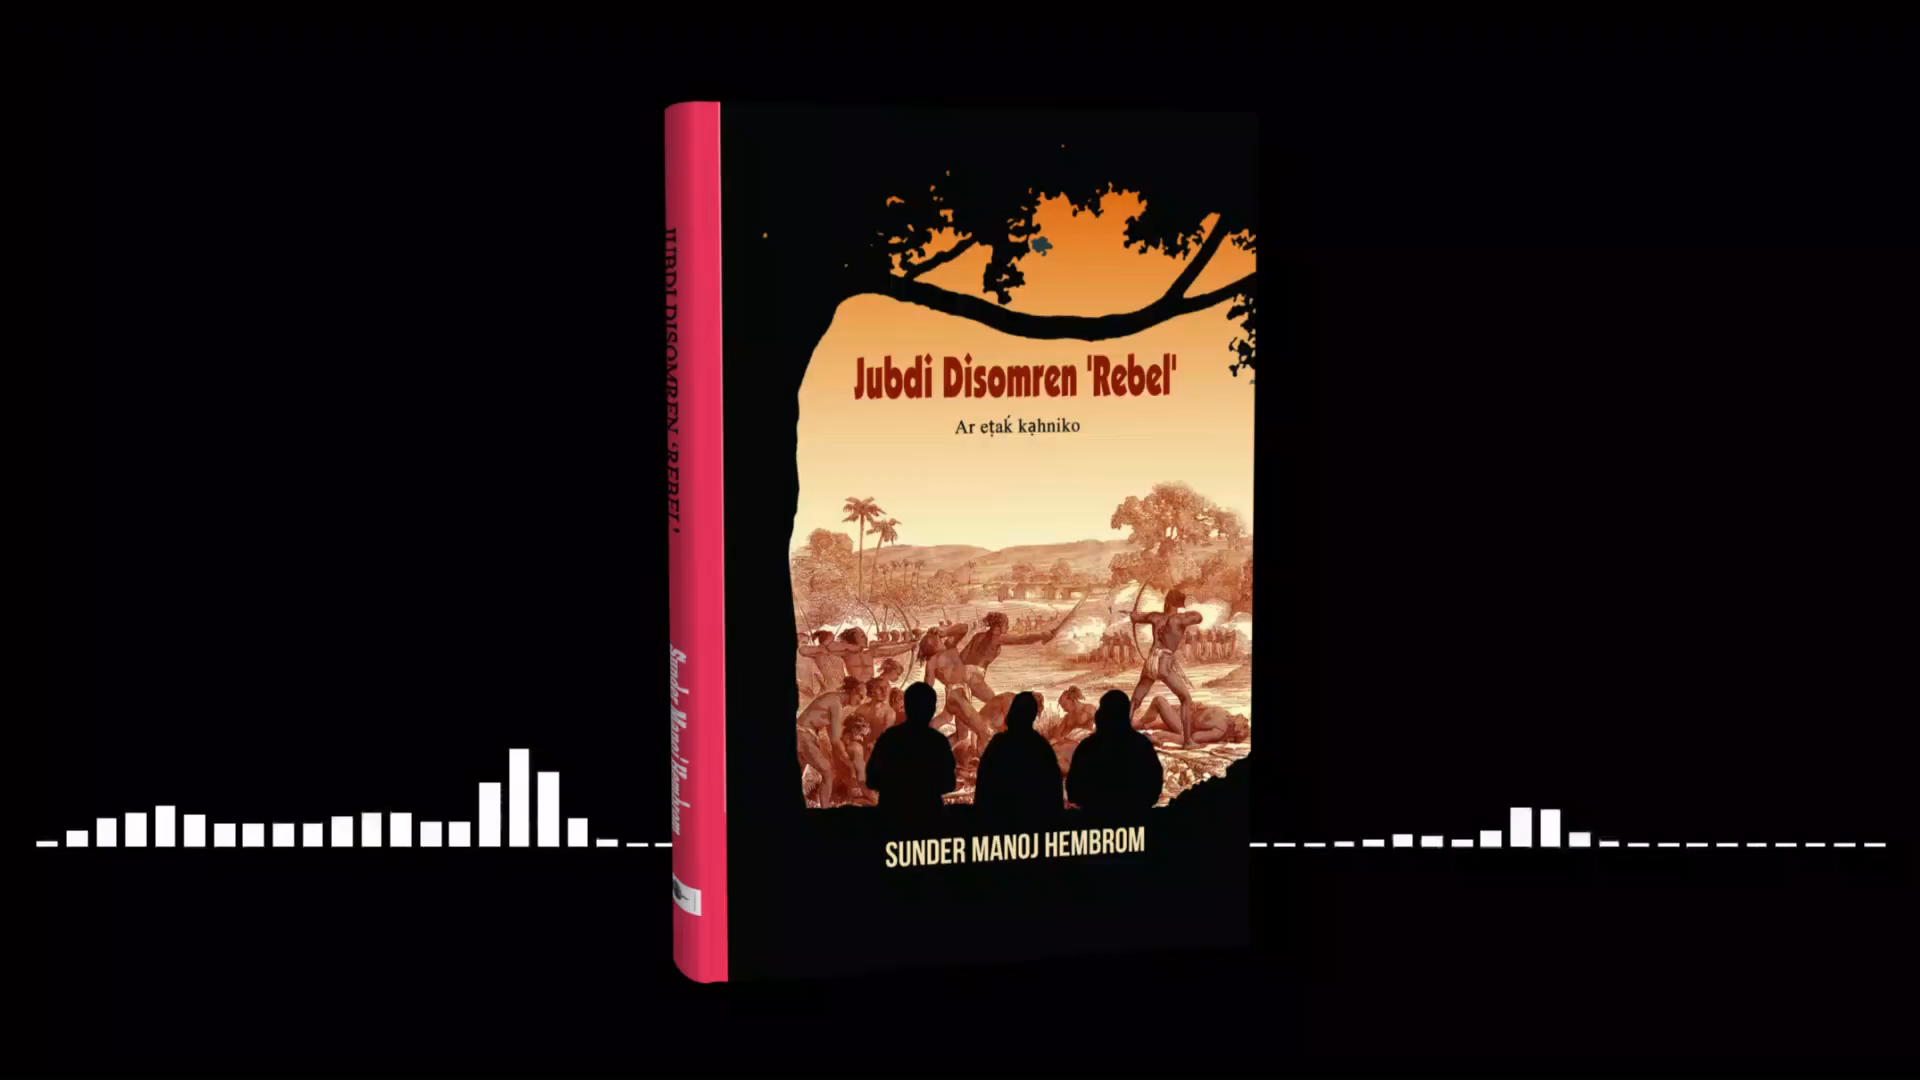 JUBDI DISOMREN 'REBEL'
Sunder Manoj Hembrom
Jubdi Disomren 'Rebel'
Ar eṭaḱ kạhniko
SUNDER MANOJ HEMBROM